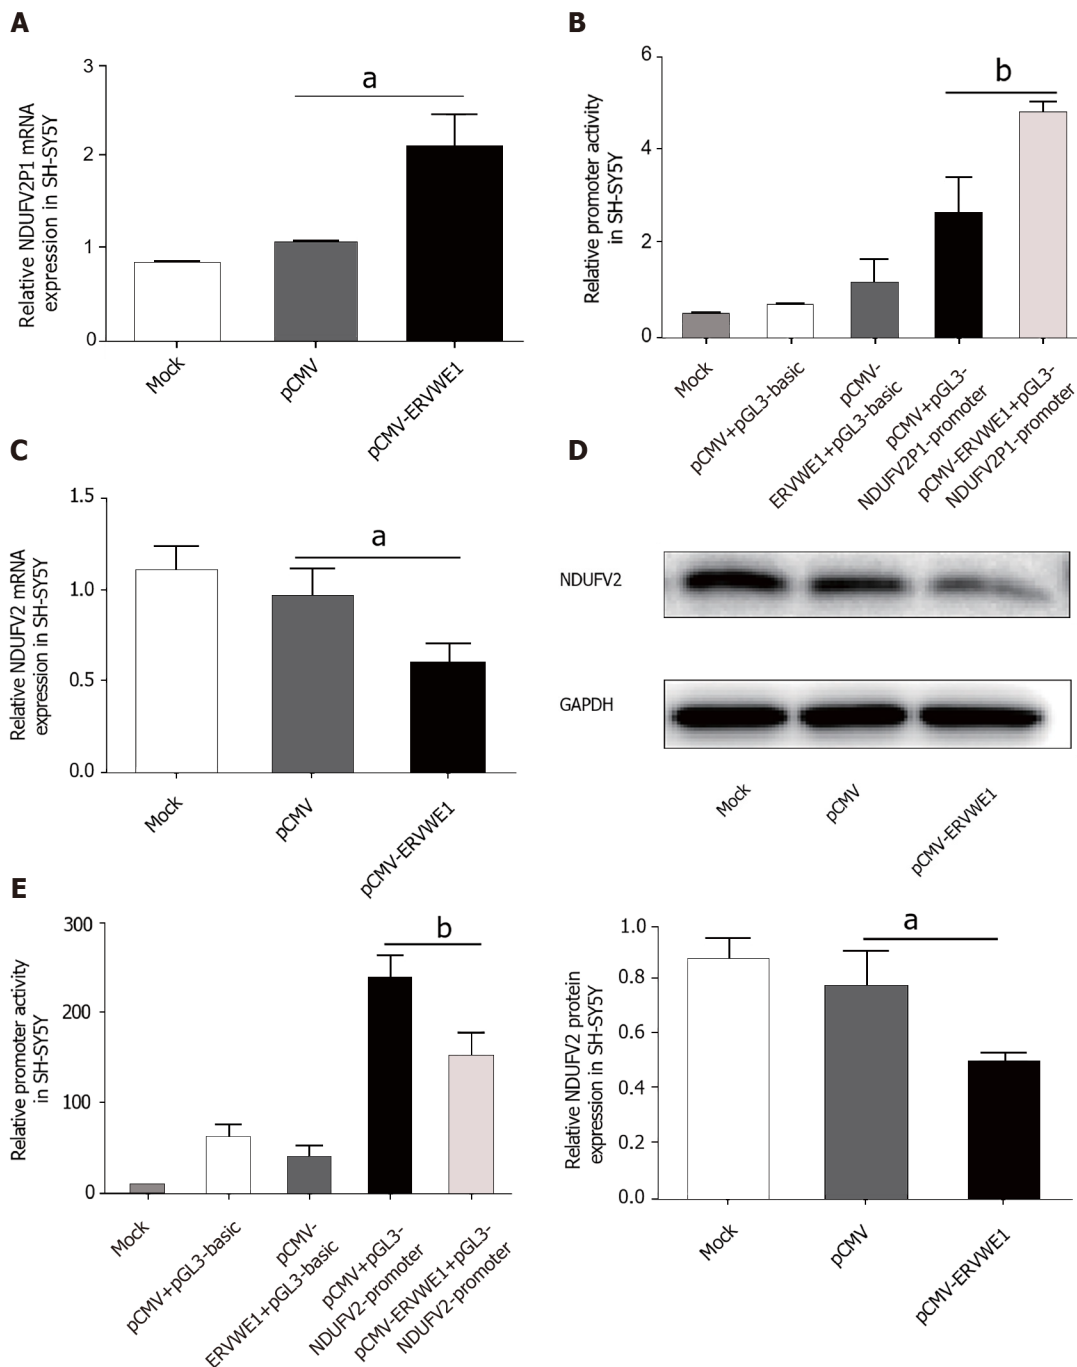 A
Relative NDUFV2P1 mRNA
expression in SH-SY5Y
3
2
1
0
a
Mock
pCMV
pCMV-ERVWE1
B
Relative promoter activity
in SH-SY5Y
6
4
2
0
b
Mock
pCMV+pGL3-basic
pCMV-
ERVWE1+pGL3-basic
pCMV+pGL3-
NDUFV2P1-promoter
pCMV-ERVWE1+pGL3-
NDUFV2P1-promoter
C
Relative NDUFV2 mRNA
expression in SH-SY5Y
1.5
1.0
0.5
0.0
a
Mock
pCMV
pCMV-ERVWE1
D
NDUFV2
GAPDH
Mock
pCMV
pCMV-ERVWE1
Relative NDUFV2 protein
expression in SH-SY5Y
1.0
0.8
0.6
0.4
0.2
0.0
a
Mock
pCMV
pCMV-ERVWE1
E
Relative promoter activity
in SH-SY5Y
300
200
100
0
b
Mock
pCMV+pGL3-basic
pCMV-
ERVWE1+pGL3-basic
pCMV+pGL3-
NDUFV2-promoter
pCMV-ERVWE1+pGL3-
NDUFV2-promoter